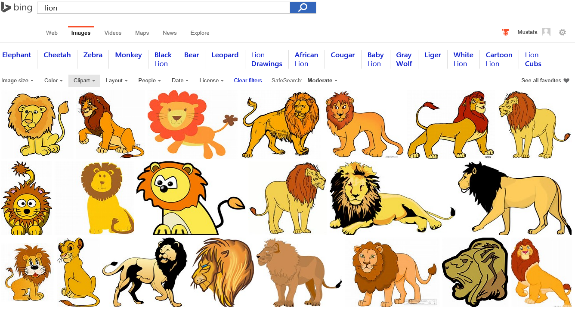 bing
lion
Web Images Videos Maps News Explore
Mustafa
Elephant Cheetah Zebra Monkey Black Lion Bear Leopard Lion Drawings African Lion Cougar Baby Lion Gray Wolf Liger White Lion Cartoon Lion Lion Cubs
Image size Color Clipart Layout People Date License Clear filters SafeSearch: Moderate See all favorites